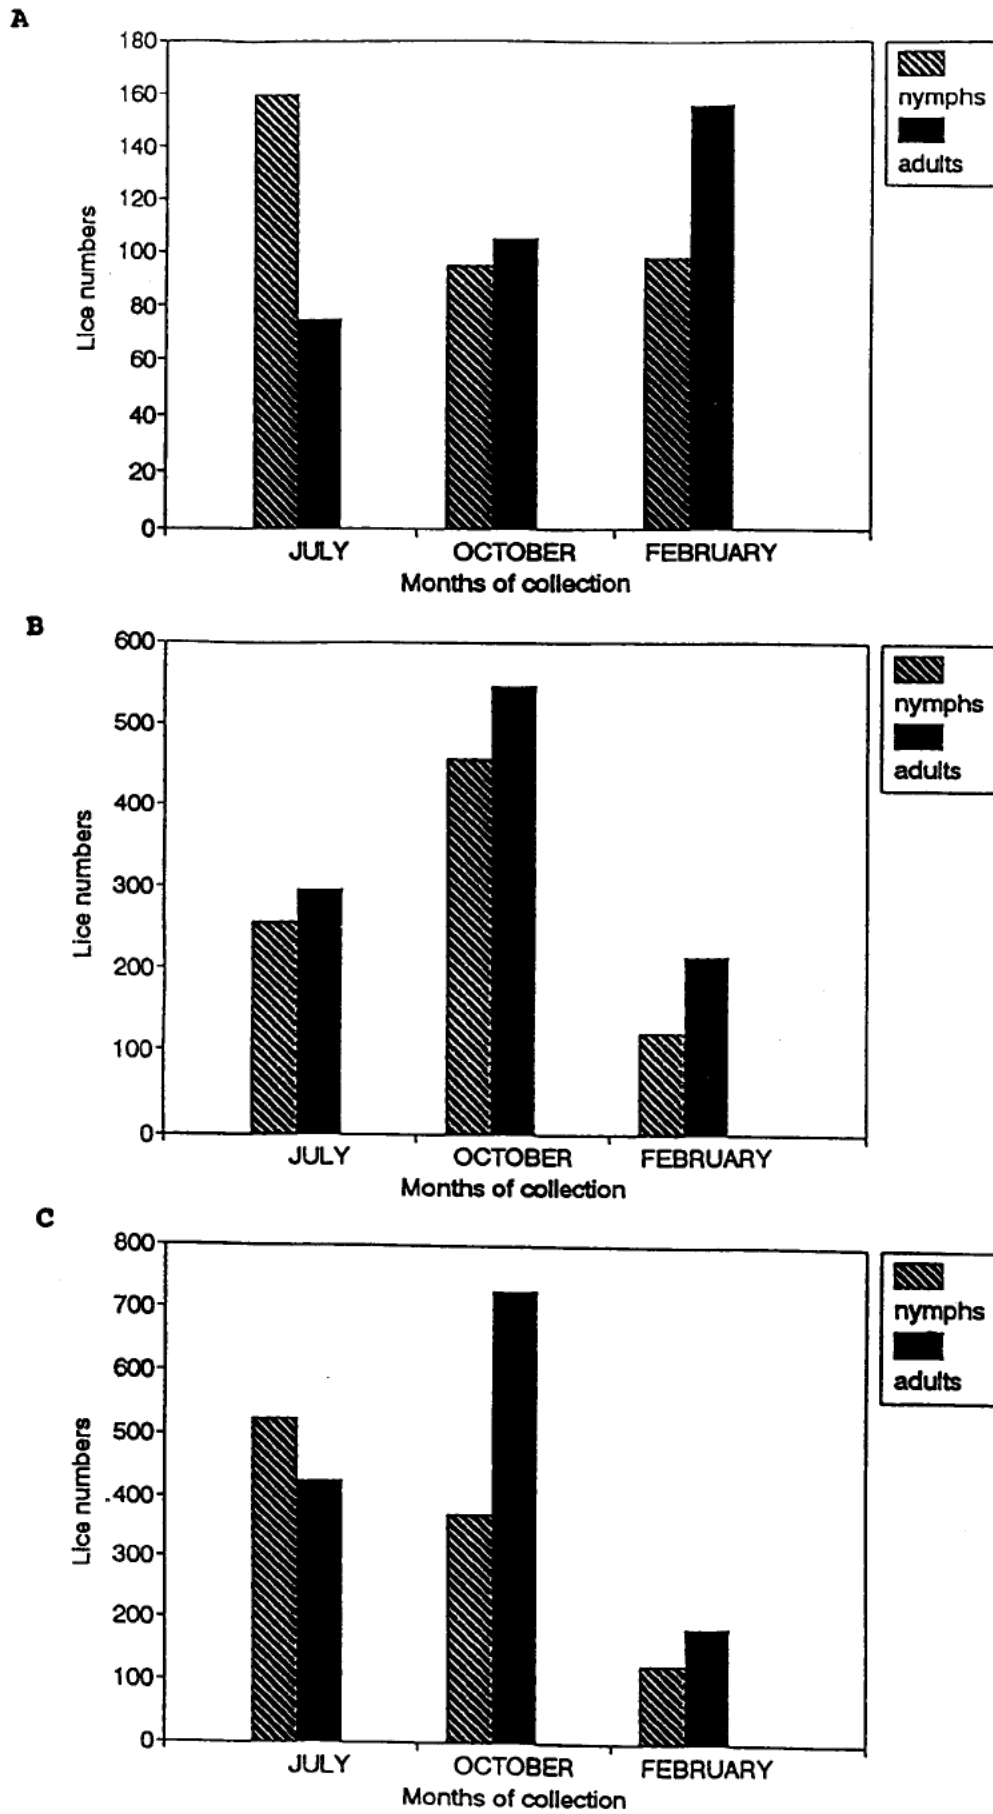 A
180
160
140
120
100
80
60
40
20
0
Lice numbers
JULY OCTOBER FEBRUARY
Months of collection
nymphs
adults
B
600
500
400
300
200
100
0
Lice numbers
JULY OCTOBER FEBRUARY
Months of collection
nymphs
adults
C
800
700
600
500
400
300
200
100
0
Lice numbers
JULY OCTOBER FEBRUARY
Months of collection
nymphs
adults